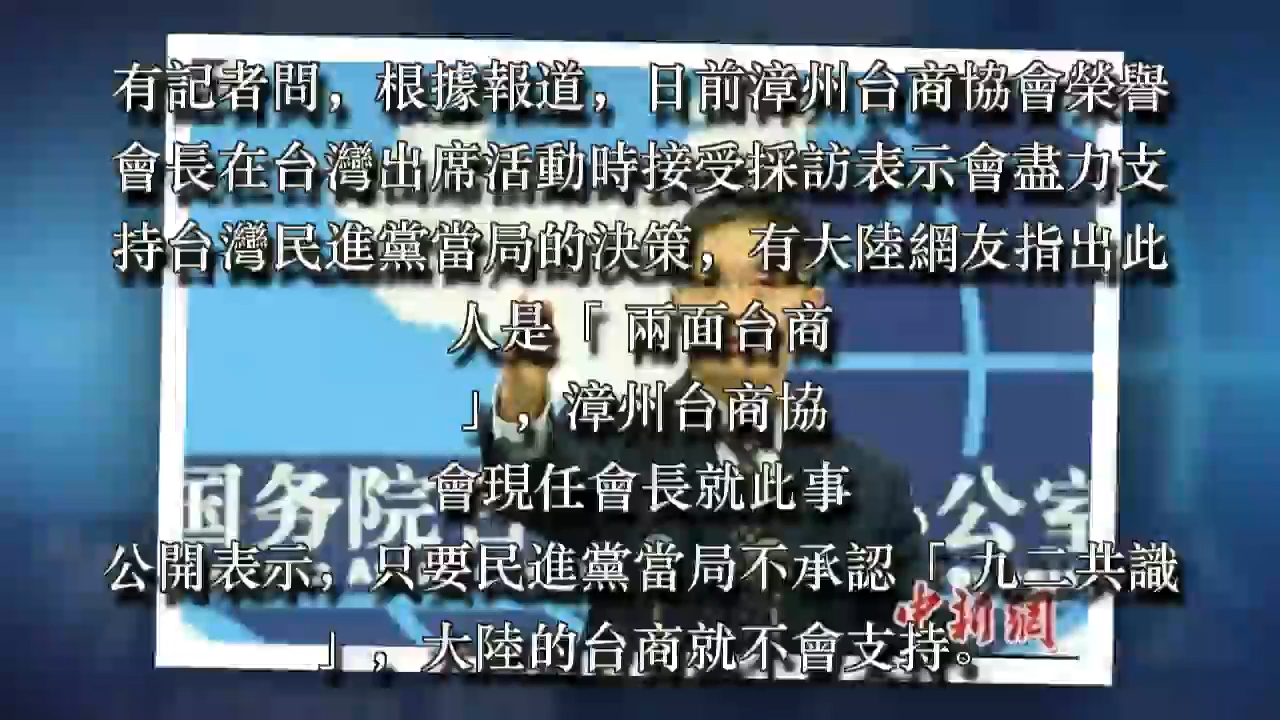 有記者問，根據報道，日前漳州台商協會榮譽
會長在台灣出席活動時接受採訪表示會盡力支
持台灣民進黨當局的決策，有大陸網友指出此
人是「兩面台商
」，漳州台商協
會現任會長就此事
公開表示，只要民進黨當局不承認「九二共識
」，大陸的台商就不會支持。
国务院
公室
中新網